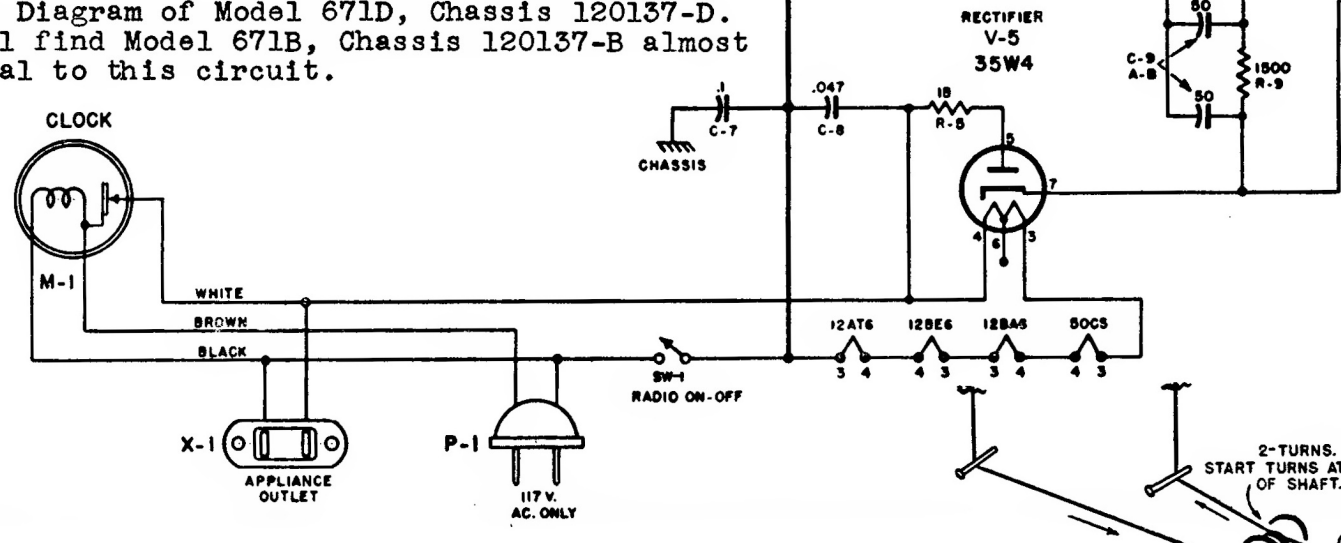 Diagram of Model 671D, Chassis 120137-D.
l find Model 671B, Chassis 120137-B almost
al to this circuit.
CLOCK
M-1
WHITE
BROWN
BLACK
X-1
APPLIANCE
OUTLET
P-1
117 V.
AC. ONLY
SW-1
RADIO ON-OFF
.1
C-7
CHASSIS
.047
C-8
18
R-8
RECTIFIER
V-5
35W4
5
7
4
6
3
50
C-9
A-B
50
1500
R-9
12AT6
12BE6
12BA6
50C5
3 4
4 3
3 4
4 3
2-TURNS.
START TURNS AT
OF SHAFT.